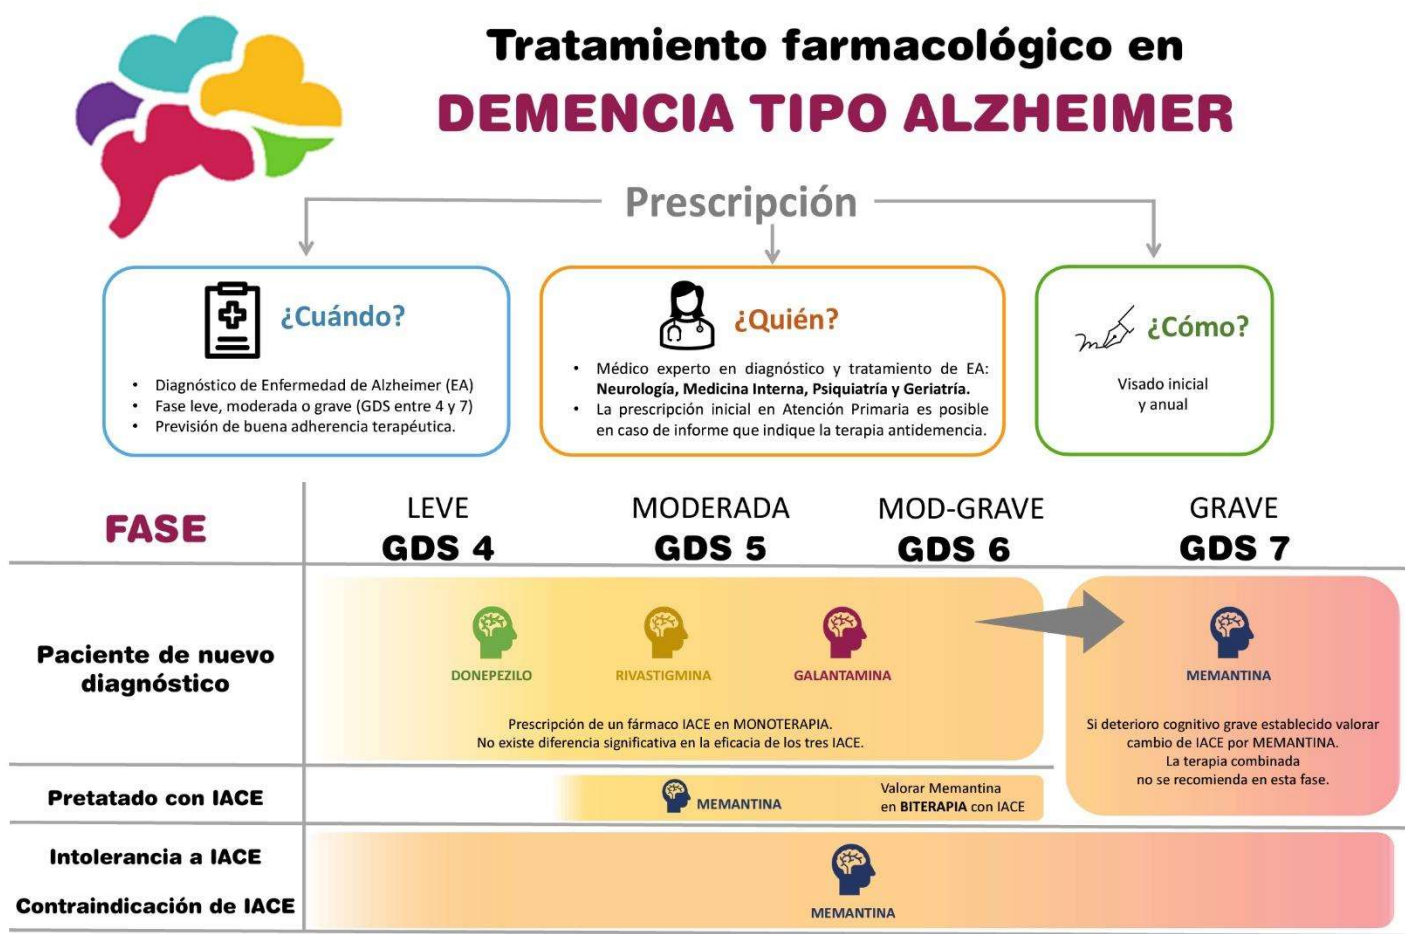 Tratamiento farmacológico en
DEMENCIA TIPO ALZHEIMER
Prescripción
¿Cuándo?
• Diagnóstico de Enfermedad de Alzheimer (EA)
• Fase leve, moderada o grave (GDS entre 4 y 7)
• Previsión de buena adherencia terapéutica.
¿Quién?
• Médico experto en diagnóstico y tratamiento de EA:
Neurología, Medicina Interna, Psiquiatría y Geriatría.
• La prescripción inicial en Atención Primaria es posible
en caso de informe que indique la terapia antidemencia.
¿Cómo?
Visado inicial
y anual
FASE
LEVE
GDS 4
MODERADA
GDS 5
MOD-GRAVE
GDS 6
GRAVE
GDS 7
Paciente de nuevo
diagnóstico
DONEPEZILO
RIVASTIGMINA
GALANTAMINA
Prescripción de un fármaco IACE en MONOTERAPIA.
No existe diferencia significativa en la eficacia de los tres IACE.
MEMANTINA
Si deterioro cognitivo grave establecido valorar
cambio de IACE por MEMANTINA.
La terapia combinada
no se recomienda en esta fase.
Pretatado con IACE
MEMANTINA
Valorar Memantina
en BITERAPIA con IACE
Intolerancia a IACE
Contraindicación de IACE
MEMANTINA